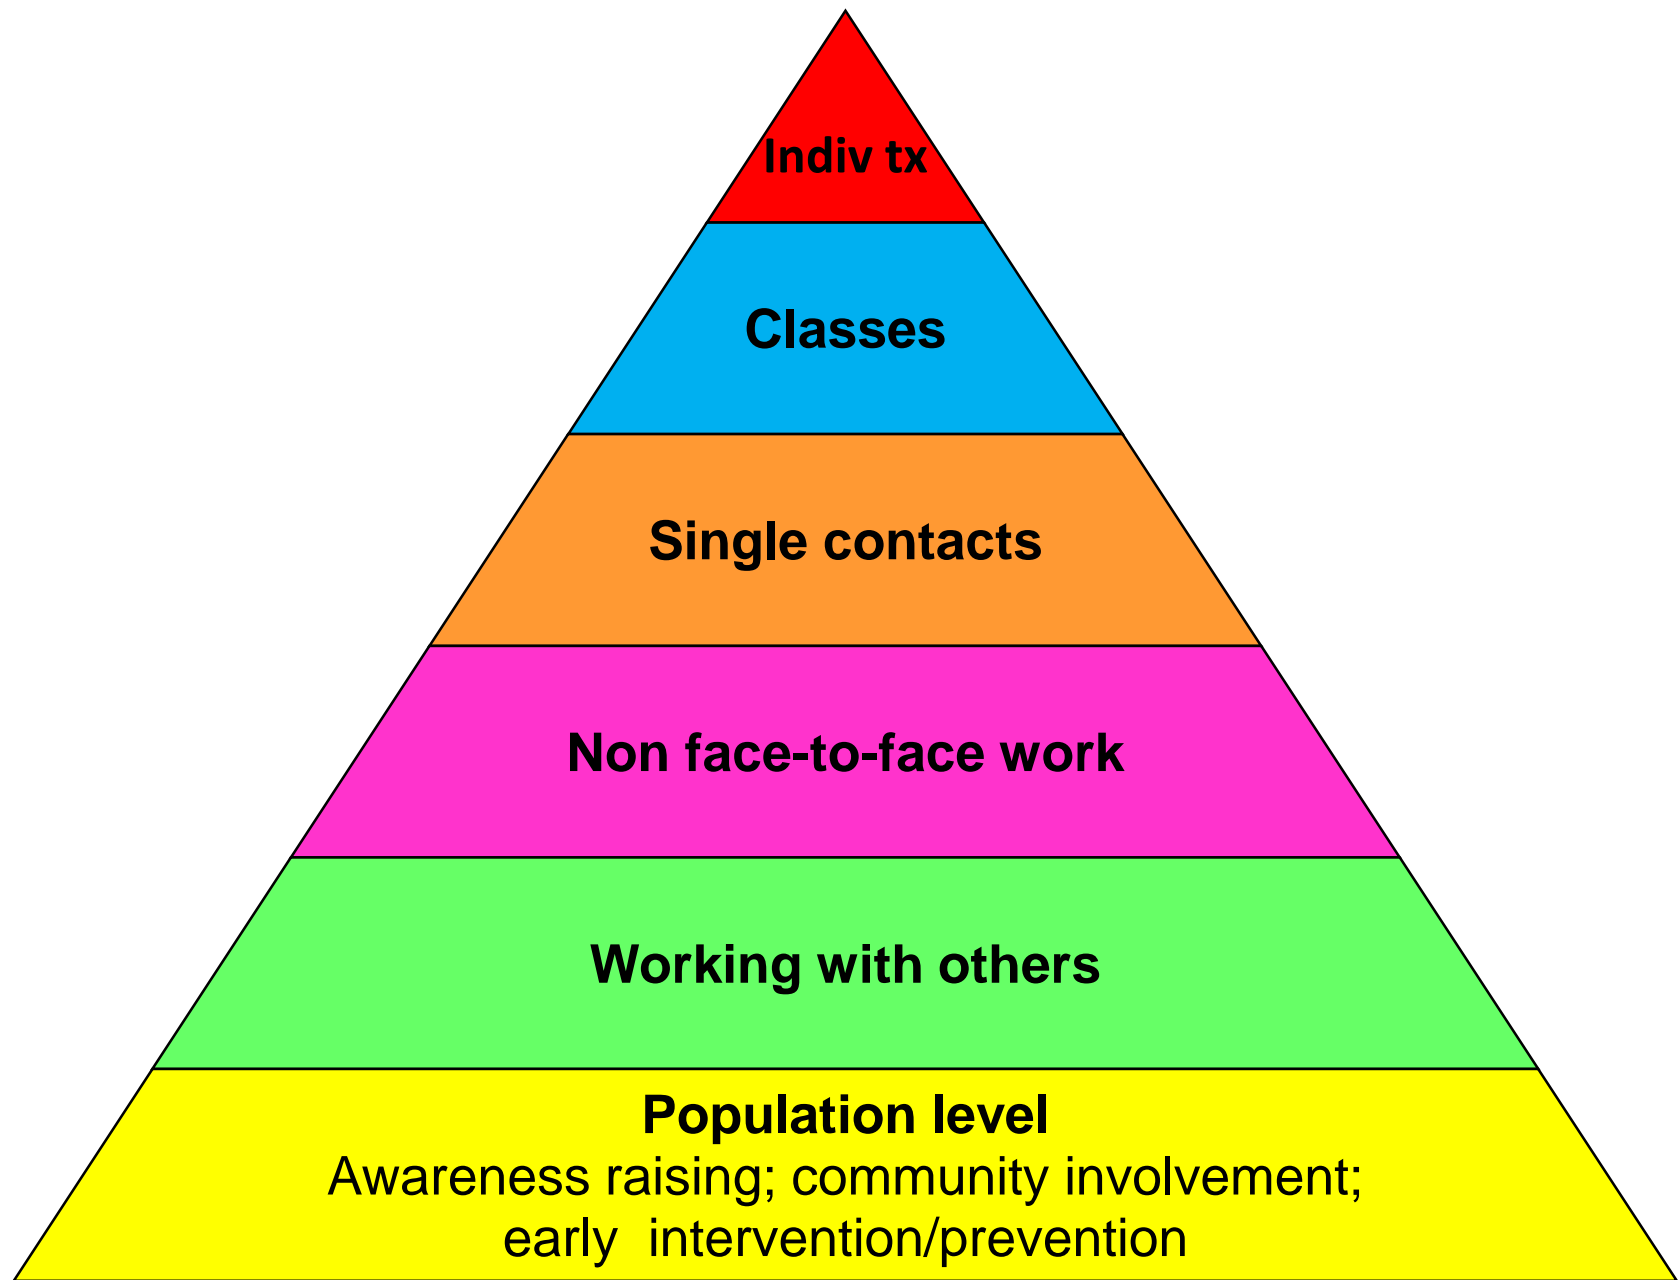 Indiv tx
Classes
Single contacts
Non face-to-face work
Working with others
Population level
Awareness raising; community involvement;
early  intervention/prevention